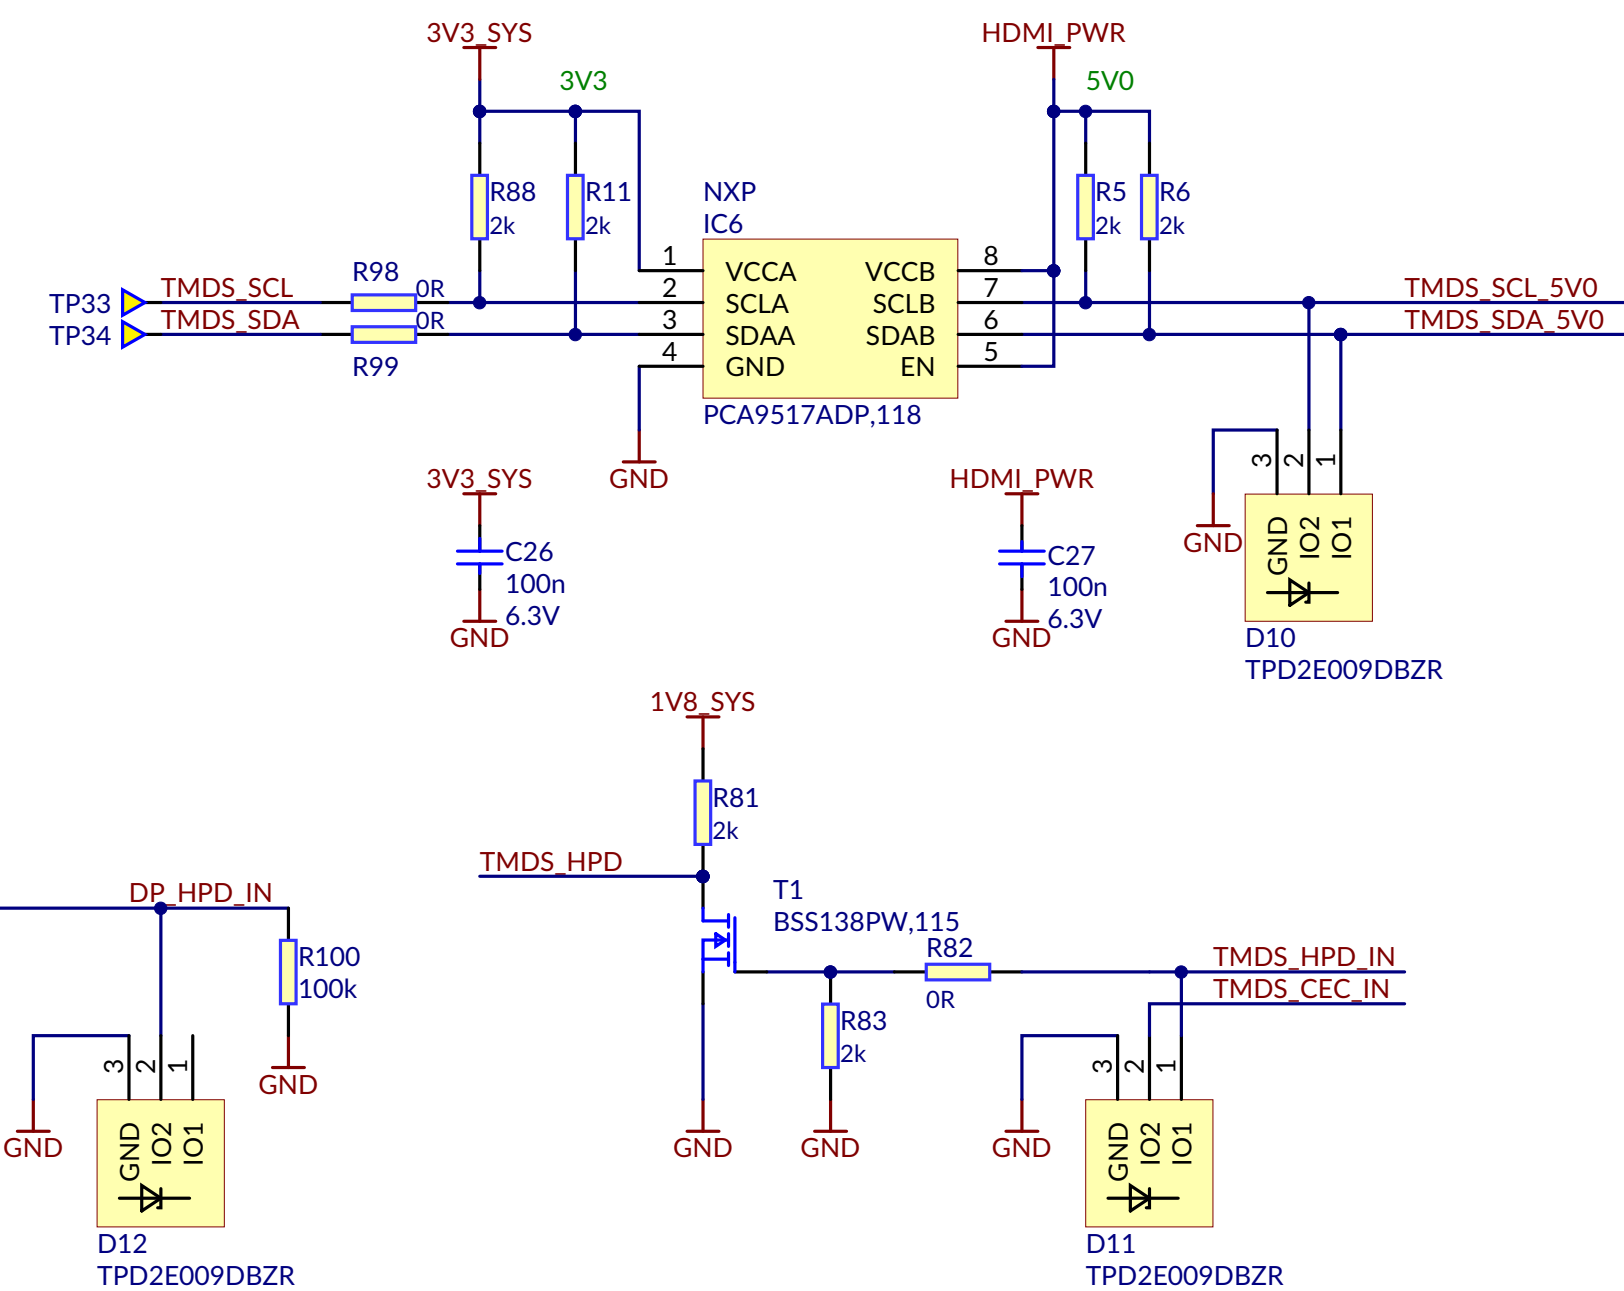 3V3_SYS
HDMI_PWR
3V3
5V0
R88
2k
R11
2k
NXP
IC6
R5
2k
R6
2k
1
VCCA
VCCB
8
2
SCLA
SCLB
7
3
SDAA
SDAB
6
4
GND
EN
5
PCA9517ADP,118
TP33
TMDS_SCL
R98
0R
TP34
TMDS_SDA
0R
R99
TMDS_SCL_5V0
TMDS_SDA_5V0
GND
3V3_SYS
C26
100n
6.3V
GND
HDMI_PWR
C27
100n
6.3V
GND
3
2
1
GND
GND
IO2
IO1
D10
TPD2E009DBZR
1V8_SYS
R81
2k
TMDS_HPD
T1
BSS138PW,115
R82
0R
TMDS_HPD_IN
TMDS_CEC_IN
DP_HPD_IN
R100
100k
GND
R83
2k
3
2
1
GND
GND
IO2
IO1
D12
TPD2E009DBZR
GND
GND
3
2
1
GND
GND
IO2
IO1
D11
TPD2E009DBZR